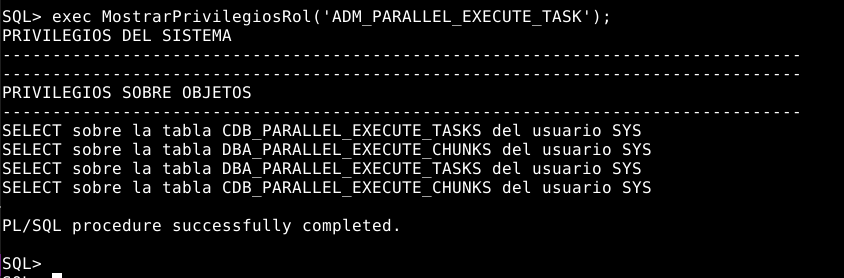 SQL> exec MostrarPrivilegiosRol('ADM_PARALLEL_EXECUTE_TASK');
PRIVILEGIOS DEL SISTEMA
--------------------------------------------------------------------------------
--------------------------------------------------------------------------------
PRIVILEGIOS SOBRE OBJETOS
--------------------------------------------------------------------------------
SELECT sobre la tabla CDB_PARALLEL_EXECUTE_TASKS del usuario SYS
SELECT sobre la tabla DBA_PARALLEL_EXECUTE_CHUNKS del usuario SYS
SELECT sobre la tabla DBA_PARALLEL_EXECUTE_TASKS del usuario SYS
SELECT sobre la tabla CDB_PARALLEL_EXECUTE_CHUNKS del usuario SYS
PL/SQL procedure successfully completed.
SQL>